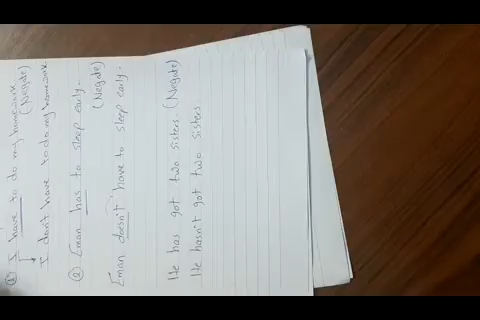 ① I have to do my homework
(Negate)
I don't have to do my homework
② Eman has to sleep early.
(Negate)
Eman doesn't have to sleep early.
He has got two sisters. (Negate)
He hasn't got two sisters